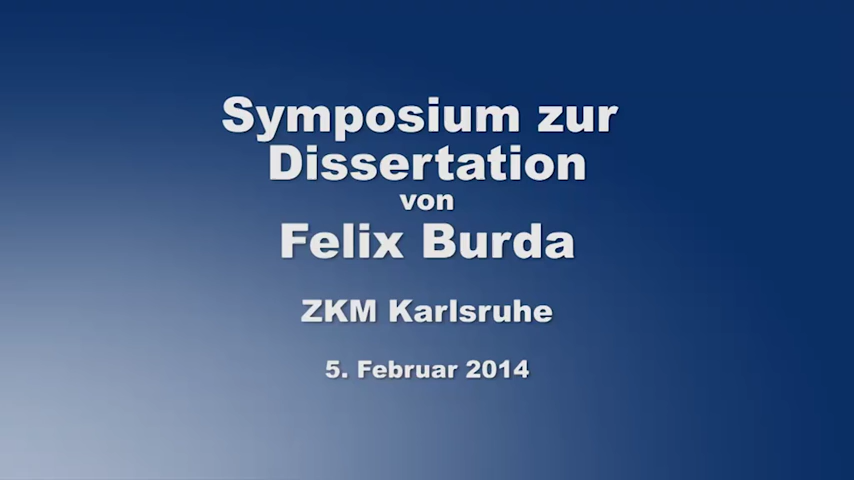 Symposium zur
Dissertation
von
Felix Burda
ZKM Karlsruhe
5. Februar 2014